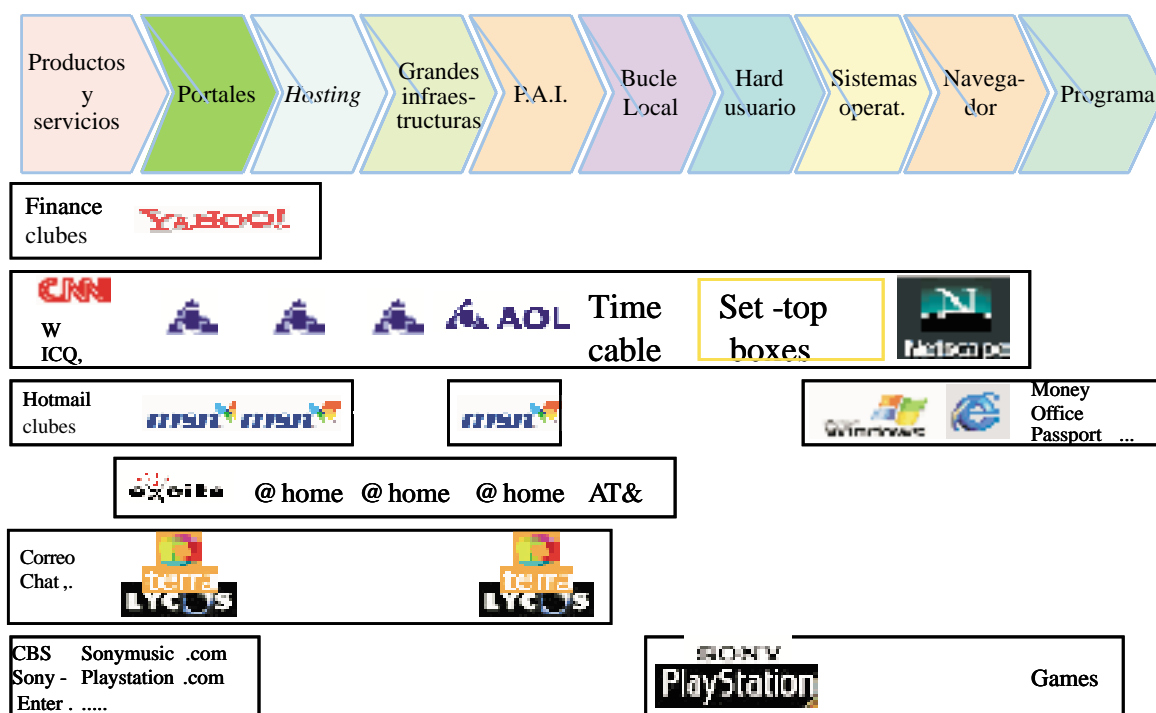 Productos
y
servicios
Portales
Hosting
Grandes
infraes-
tructuras
P.A.I.
Bucle
Local
Hard
usuario
Sistemas
operat.
Navega-
dor
Programa
Finance
clubes
YAHOO!
CNN
W
ICQ,
AOL
Time
cable
Set -top
boxes
N
Netscape
Hotmail
clubes
msn
msn
msn
Windows
Money
Office
Passport ...
excite
@ home
@ home
@ home
AT&
Correo
Chat ,.
terra
LYCOS
terra
LYCOS
CBS Sonymusic .com
Sony - Playstation .com
Enter . .....
SONY
PlayStation
Games